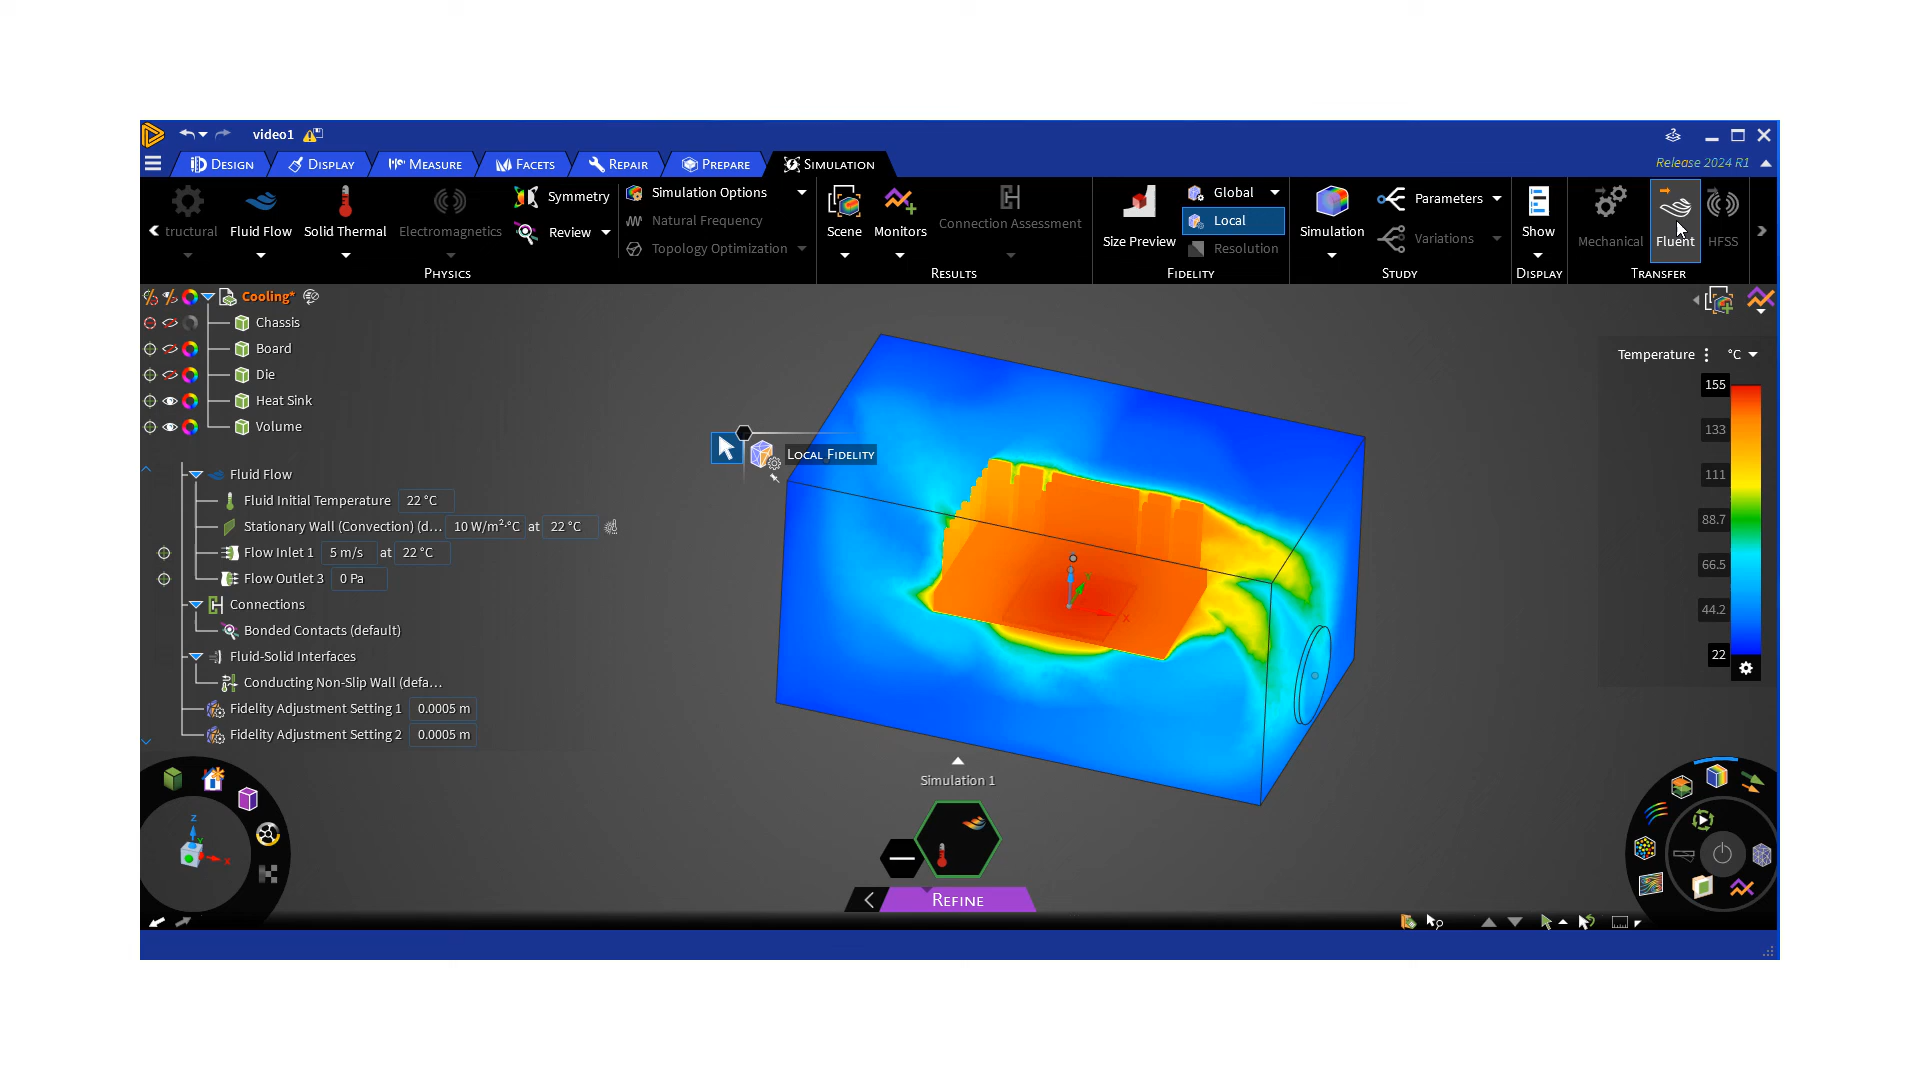 video1
DESIGN DISPLAY MEASURE FACETS REPAIR PREPARE SIMULATION Release 2024 R1
tructural
Fluid Flow
Solid Thermal
Electromagnetics
Symmetry
Review
PHYSICS
Simulation Options
Natural Frequency
Topology Optimization
Scene
Monitors
Connection Assessment
RESULTS
Size Preview
Global
Local
Resolution
FIDELITY
Simulation
Parameters
Variations
STUDY
Show
DISPLAY
Mechanical
Fluent
HFSS
TRANSFER
Cooling*
Chassis
Board
Die
Heat Sink
Volume
Fluid Flow
Fluid Initial Temperature 22 °C
Stationary Wall (Convection) (d... 10 W/m²·°C at 22 °C
Flow Inlet 1 5 m/s at 22 °C
Flow Outlet 3 0 Pa
Connections
Bonded Contacts (default)
Fluid-Solid Interfaces
Conducting Non-Slip Wall (defa...
Fidelity Adjustment Setting 1 0.0005 m
Fidelity Adjustment Setting 2 0.0005 m
LOCAL FIDELITY
Y
X
Temperature °C
155
133
111
88.7
66.5
44.2
22
Simulation 1
REFINE
Z
Y
X